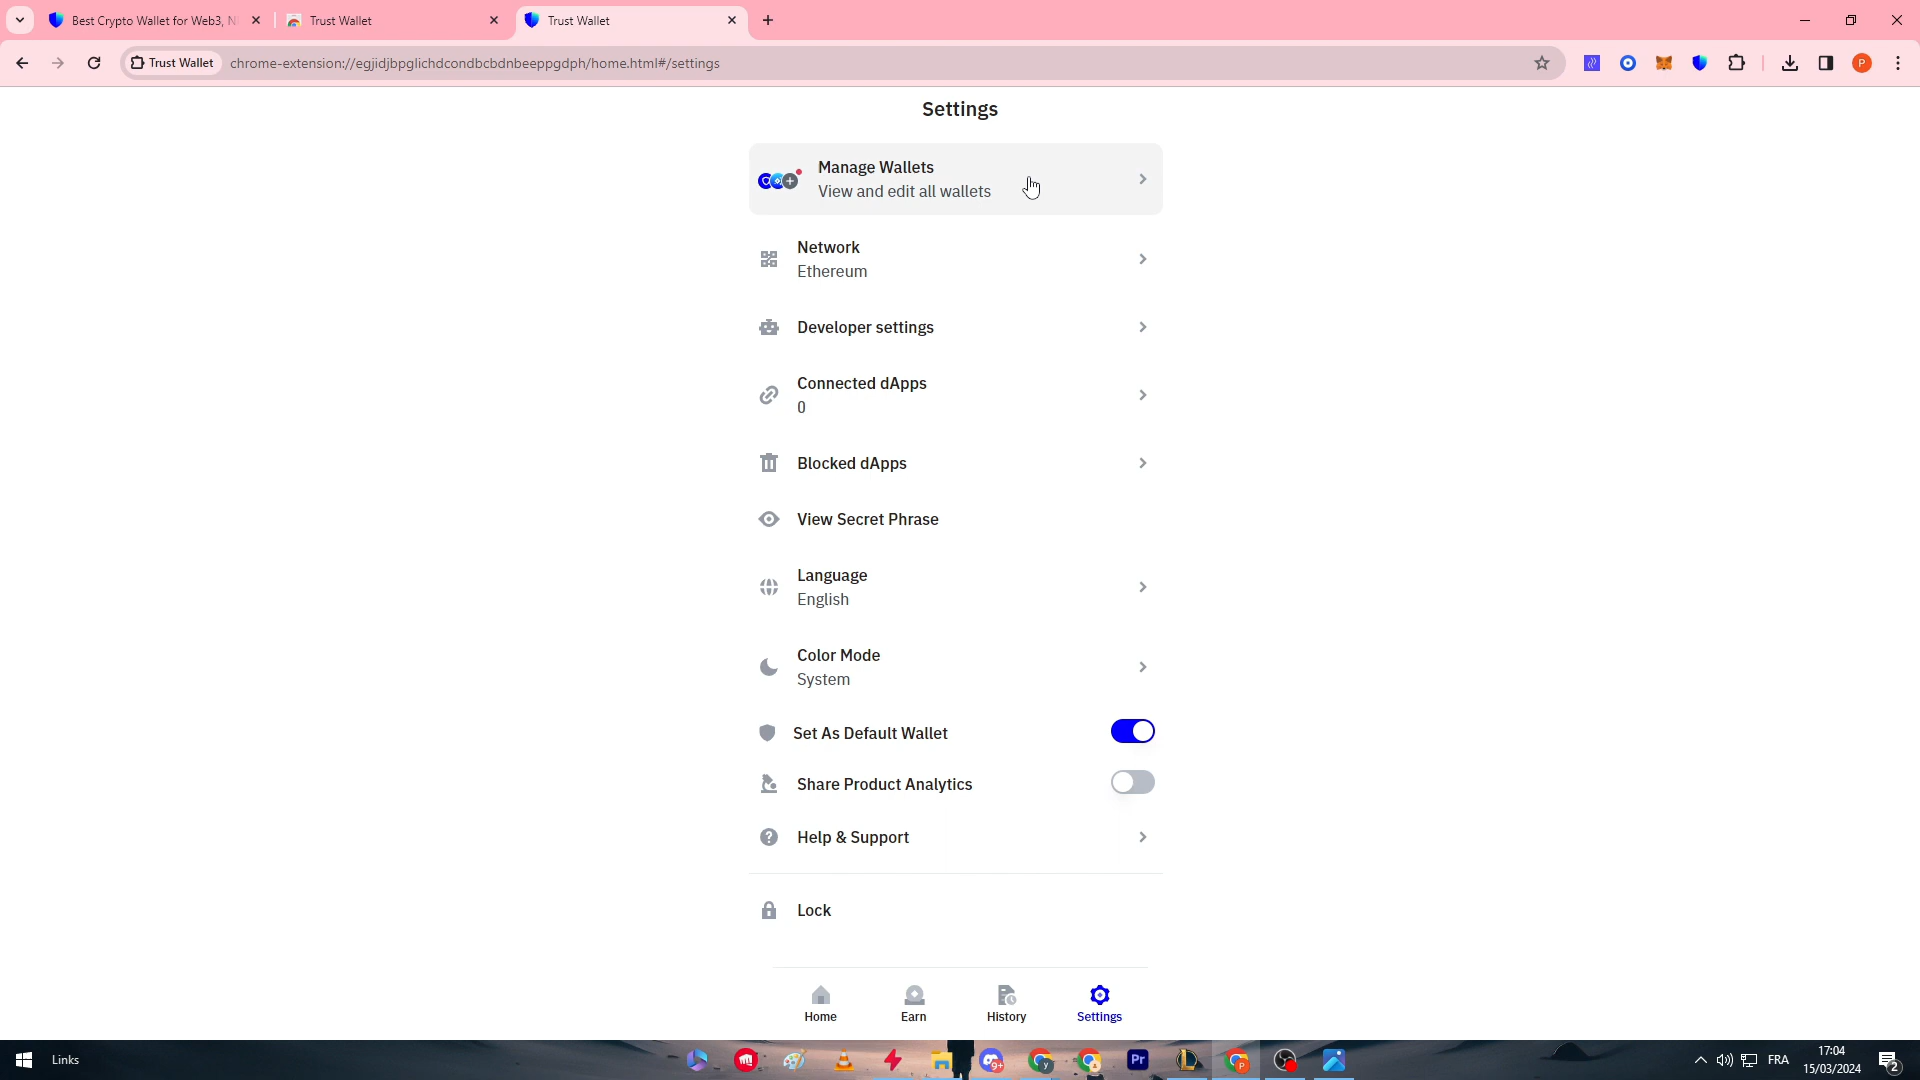 Best Crypto Wallet for Web3, N
Trust Wallet
Trust Wallet
Trust Wallet
chrome-extension://egjidjbpglichdcondbcbdnbeeppgdph/home.html#/settings
P
Settings
Manage Wallets
View and edit all wallets
Network
Ethereum
Developer settings
Connected dApps
0
Blocked dApps
View Secret Phrase
Language
English
Color Mode
System
Set As Default Wallet
Share Product Analytics
Help & Support
Lock
Home
Earn
History
Settings
Links
9+
y
Pr
P
FRA
17:04
15/03/2024
2